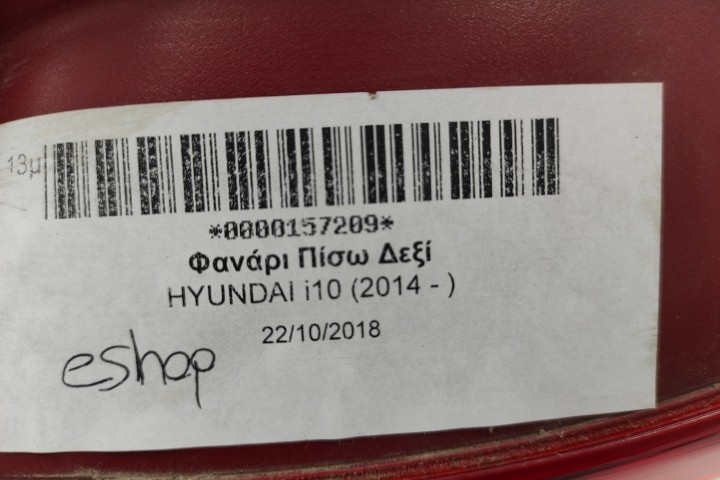 13μ
*0000157209*
Φανάρι Πίσω Δεξί
HYUNDAI i10 (2014 - )
22/10/2018
eshop